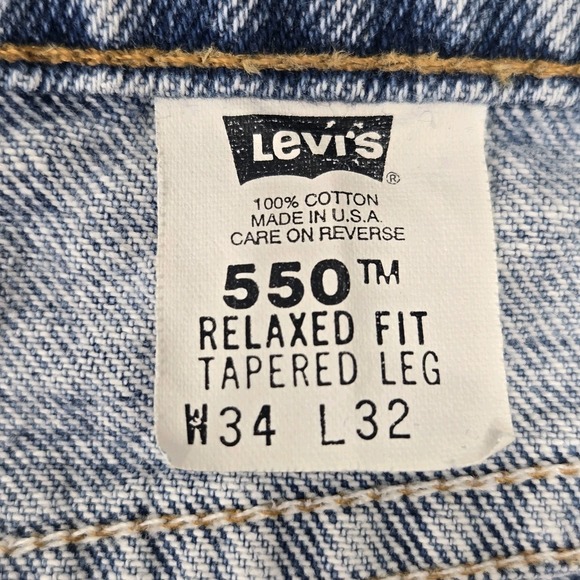 Levi's ®
100% COTTON
MADE IN U.S.A.
CARE ON REVERSE
550™
RELAXED FIT
TAPERED LEG
W34 L32